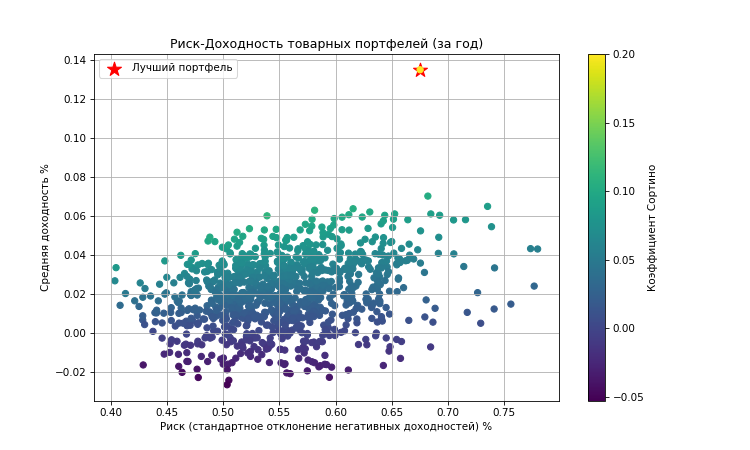 Риск-Доходность товарных портфелей (за год)
Лучший портфель
Средняя доходность %
0.14
0.12
0.10
0.08
0.06
0.04
0.02
0.00
−0.02
0.40 0.45 0.50 0.55 0.60 0.65 0.70 0.75
Риск (стандартное отклонение негативных доходностей) %
0.20
0.15
0.10
0.05
0.00
−0.05
Коэффициент Сортино